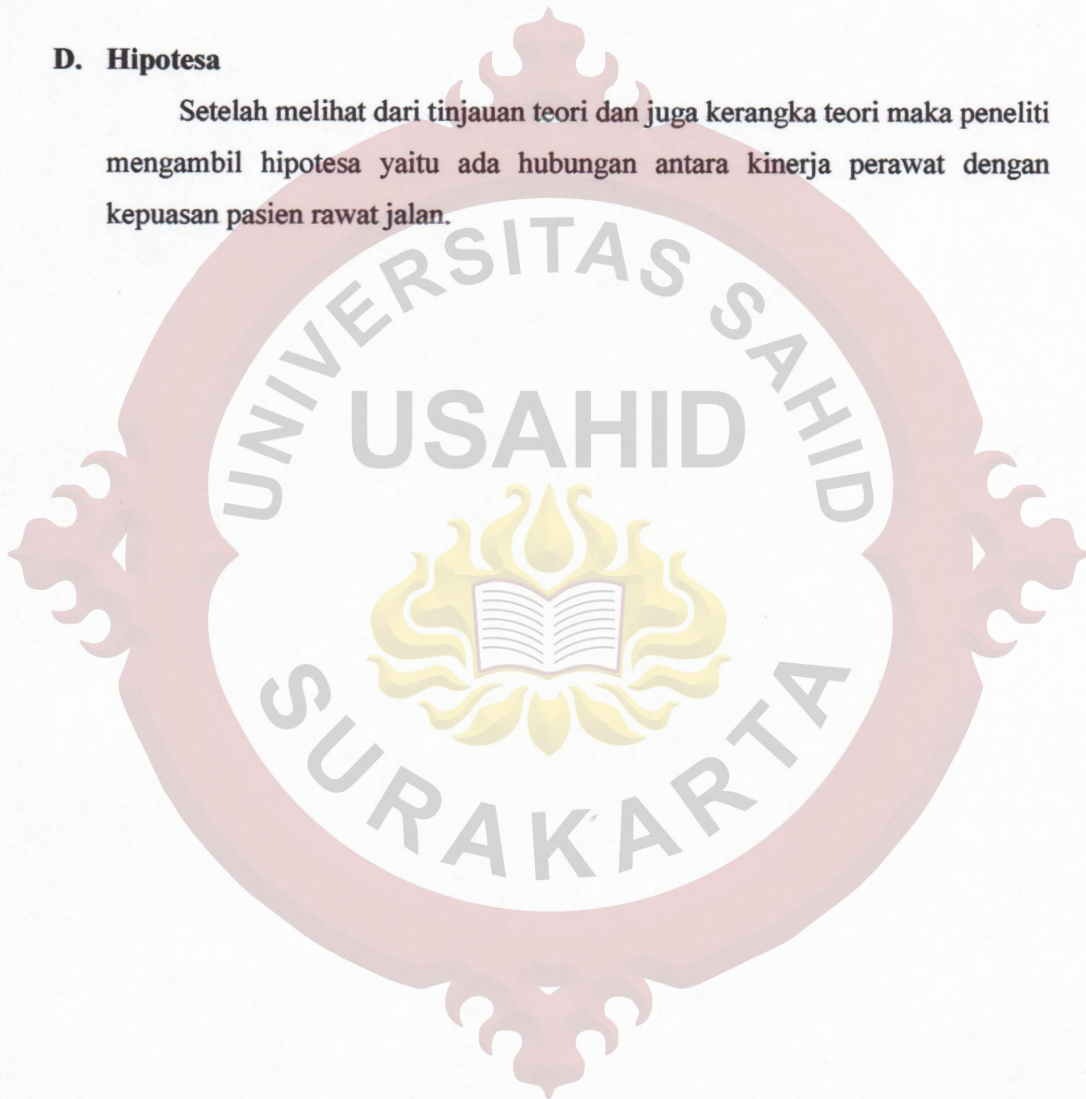 D. Hipotesa
Setelah melihat dari tinjauan teori dan juga kerangka teori maka peneliti
mengambil hipotesa yaitu ada hubungan antara kinerja perawat dengan
kepuasan pasien rawat jalan.
UNIVERSITAS SAHID
USAHID
SURAKARTA